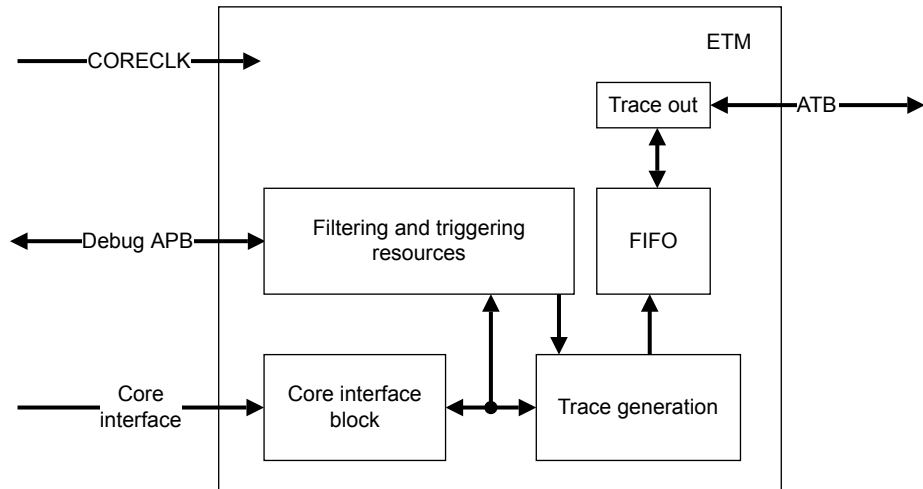 ETM
CORECLK
Trace out
ATB
Filtering and triggering
resources
FIFO
Debug APB
Core
interface
Core interface
block
Trace generation